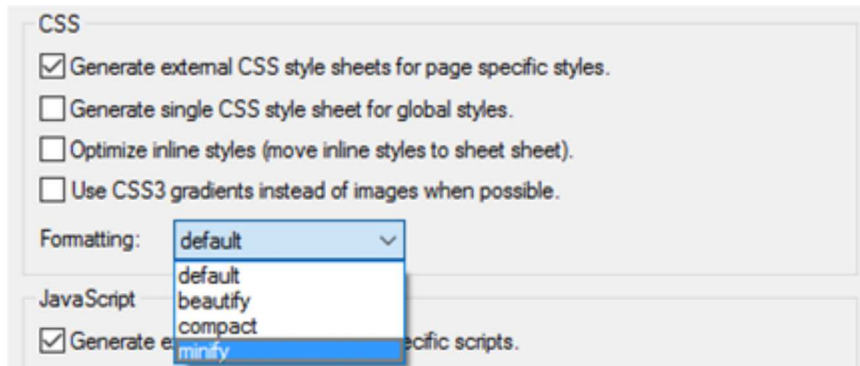 CSS
Generate external CSS style sheets for page specific styles.
Generate single CSS style sheet for global styles.
Optimize inline styles (move inline styles to sheet sheet).
Use CSS3 gradients instead of images when possible.
Formatting: default
default
beautify
JavaScript
compact
Generate e
minify
ecific scripts.